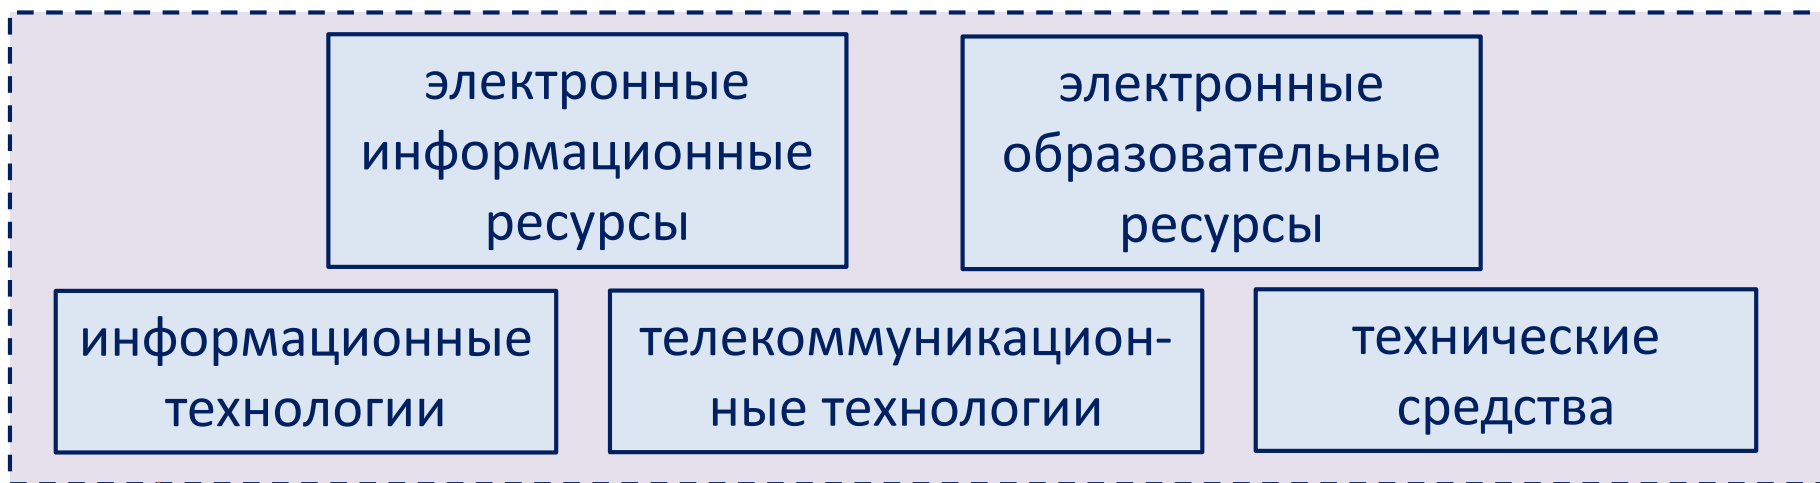 электронные
информационные
ресурсы
электронные
образовательные
ресурсы
информационные
технологии
телекоммуникацион-
ные технологии
технические
средства